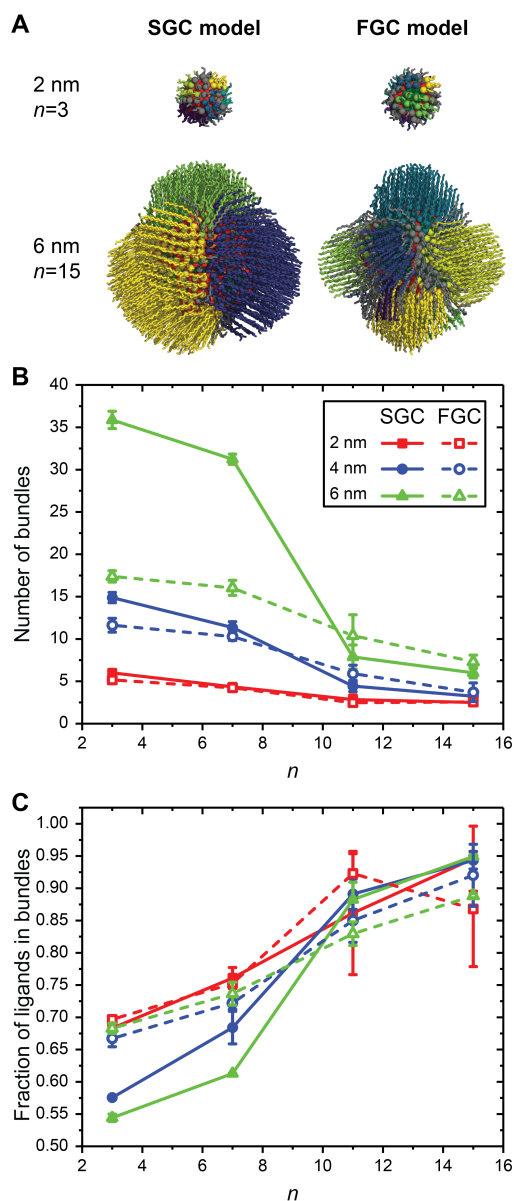 A
SGC model
FGC model
2 nm
n=3
6 nm
n=15
B
40
35
30
25
20
15
10
5
0
Number of bundles
SGC FGC
2 nm
4 nm
6 nm
2 4 6 8 10 12 14 16
n
C
1.00
0.95
0.90
0.85
0.80
0.75
0.70
0.65
0.60
0.55
0.50
Fraction of ligands in bundles
2 4 6 8 10 12 14 16
n